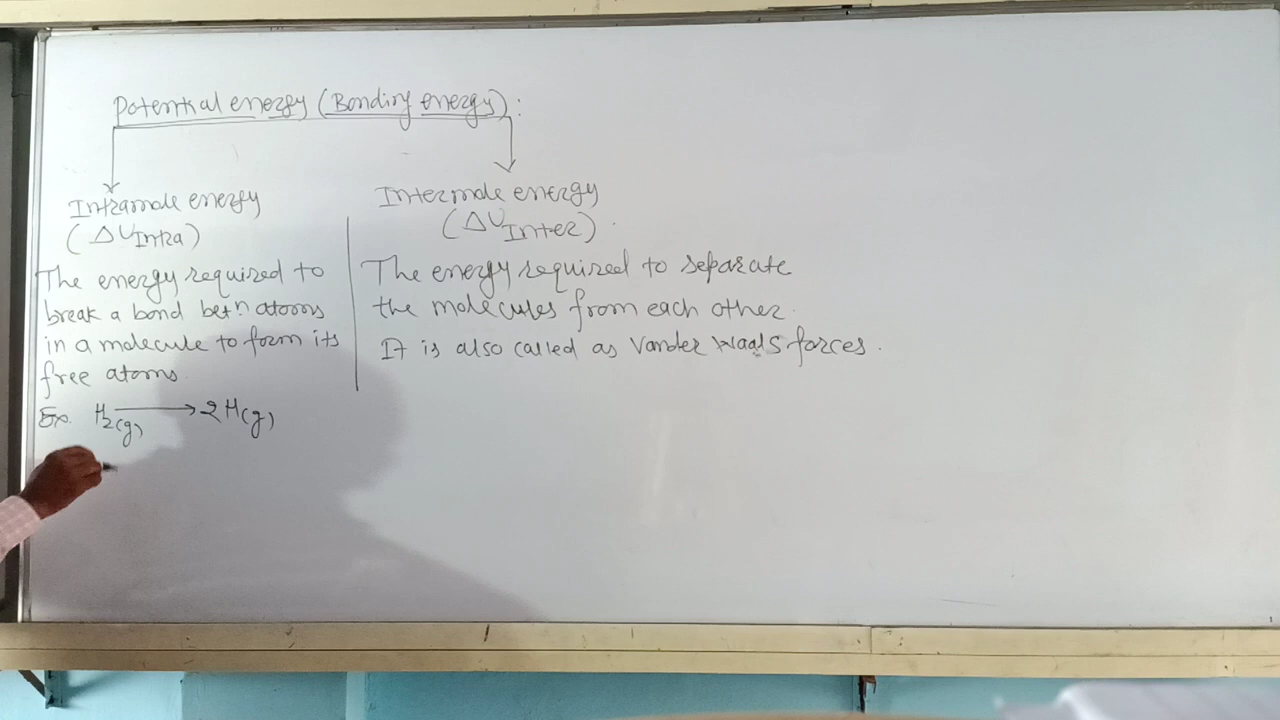 Potential energy (Bonding energy):
Intramole energy
(ΔU Intra)
The energy required to
break a bond betn atoms
in a molecule to form its
free atoms
Ex. H2(g) → 2H(g)
Intermole energy
(ΔU Inter).
The energy required to separate
the molecules from each other.
It is also called as Vander Waals forces.